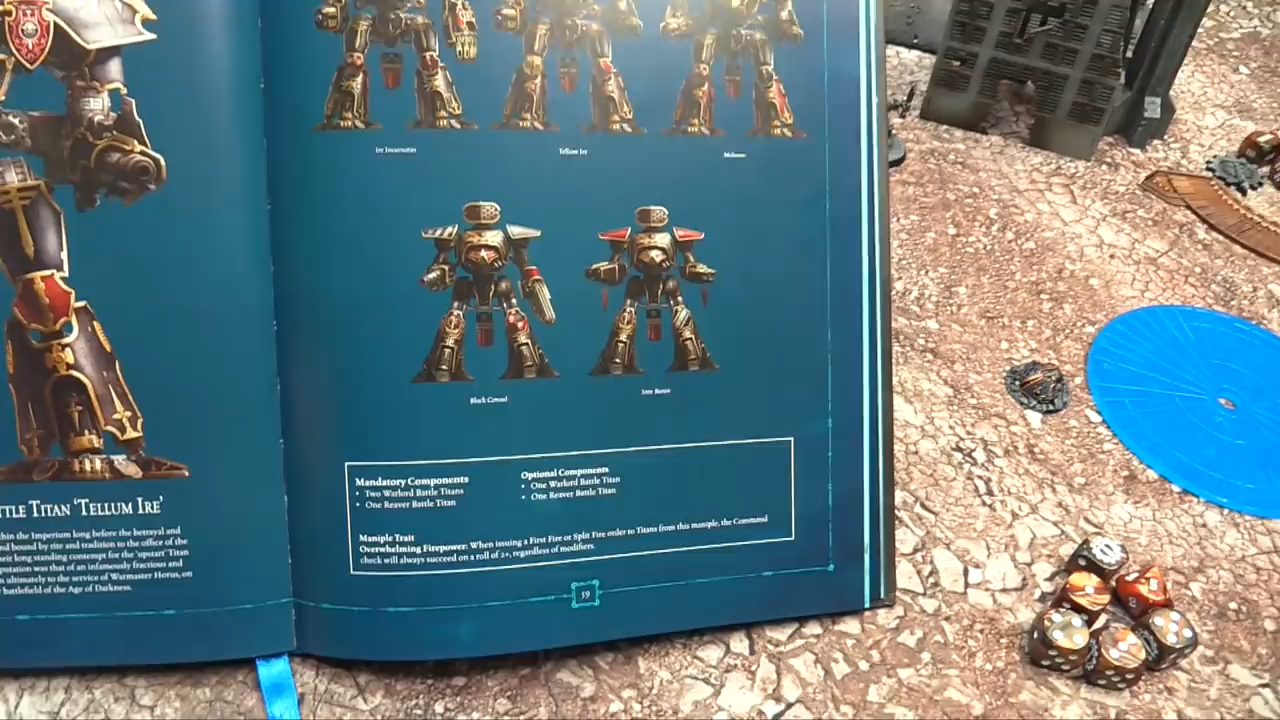 TTLE TITAN ‘TELLUM IRE’
thin the Imperium long before the betrayal and
nd bound by rite and tradition to the office of the
heir long standing contempt for the ‘upstart’ Titan
putation was that of an infamously fractious and
n ultimately to the service of Warmaster Horus, on
battlefield of the Age of Darkness.
Ire Incarnatus
Tellum Ire
Black Consul
Mandatory Components
• Two Warlord Battle Titans
• One Reaver Battle Titan
Optional Components
• One Warlord Battle Titan
• One Reaver Battle Titan
Maniple Trait
Overwhelming Firepower: When issuing a First Fire or Split Fire order to Titans from this maniple, the Command
check will always succeed on a roll of 2+, regardless of modifiers.
59